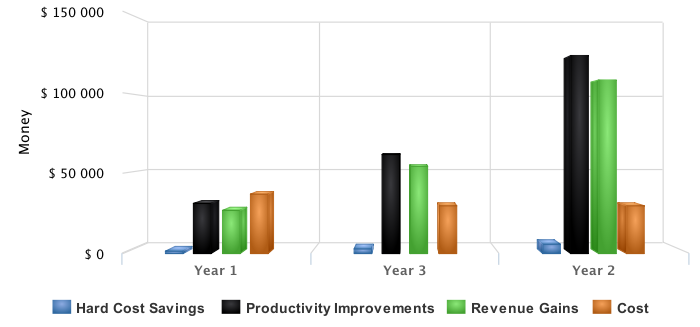 $ 150 000
$ 100 000
$ 50 000
$ 0
Money
Year 1 Year 3 Year 2
Hard Cost Savings Productivity Improvements Revenue Gains Cost